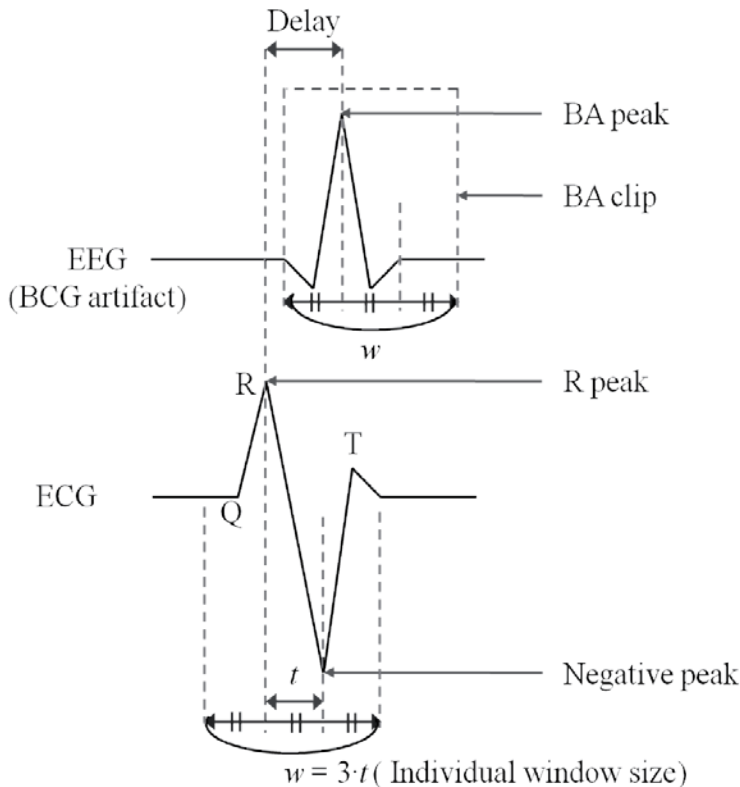 Delay
BA peak
BA clip
EEG
(BCG artifact)
w
R
R peak
T
ECG
Q
t
Negative peak
w = 3·t ( Individual window size)